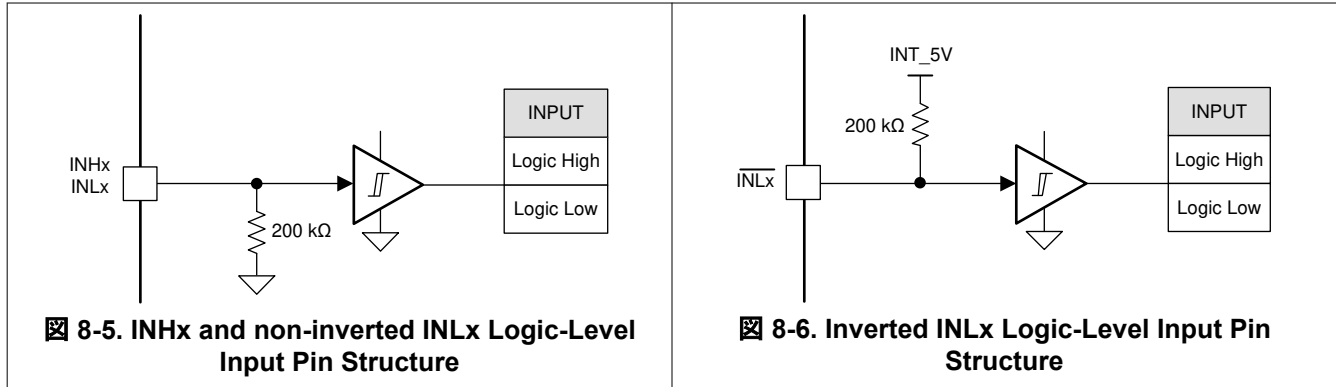 INHx
INLx
200 kΩ
INPUT
Logic High
Logic Low
図 8-5. INHx and non-inverted INLx Logic-Level
Input Pin Structure
INT_5V
200 kΩ
INLx
INPUT
Logic High
Logic Low
図 8-6. Inverted INLx Logic-Level Input Pin
Structure